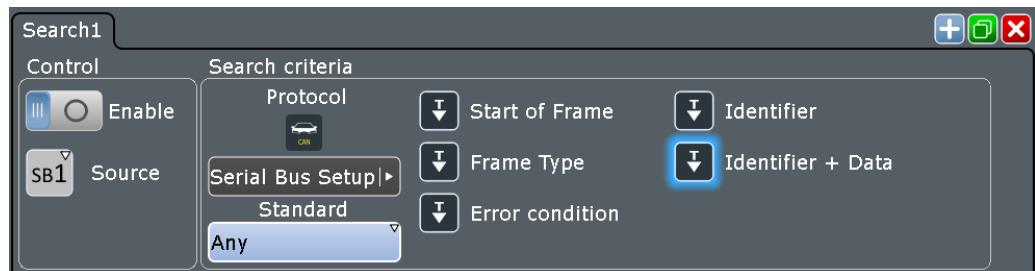 Search1
Control
Search criteria
Enable
SB1
Source
Protocol
CAN
Serial Bus Setup
Standard
Any
T
Start of Frame
T
Frame Type
T
Error condition
T
Identifier
T
Identifier + Data